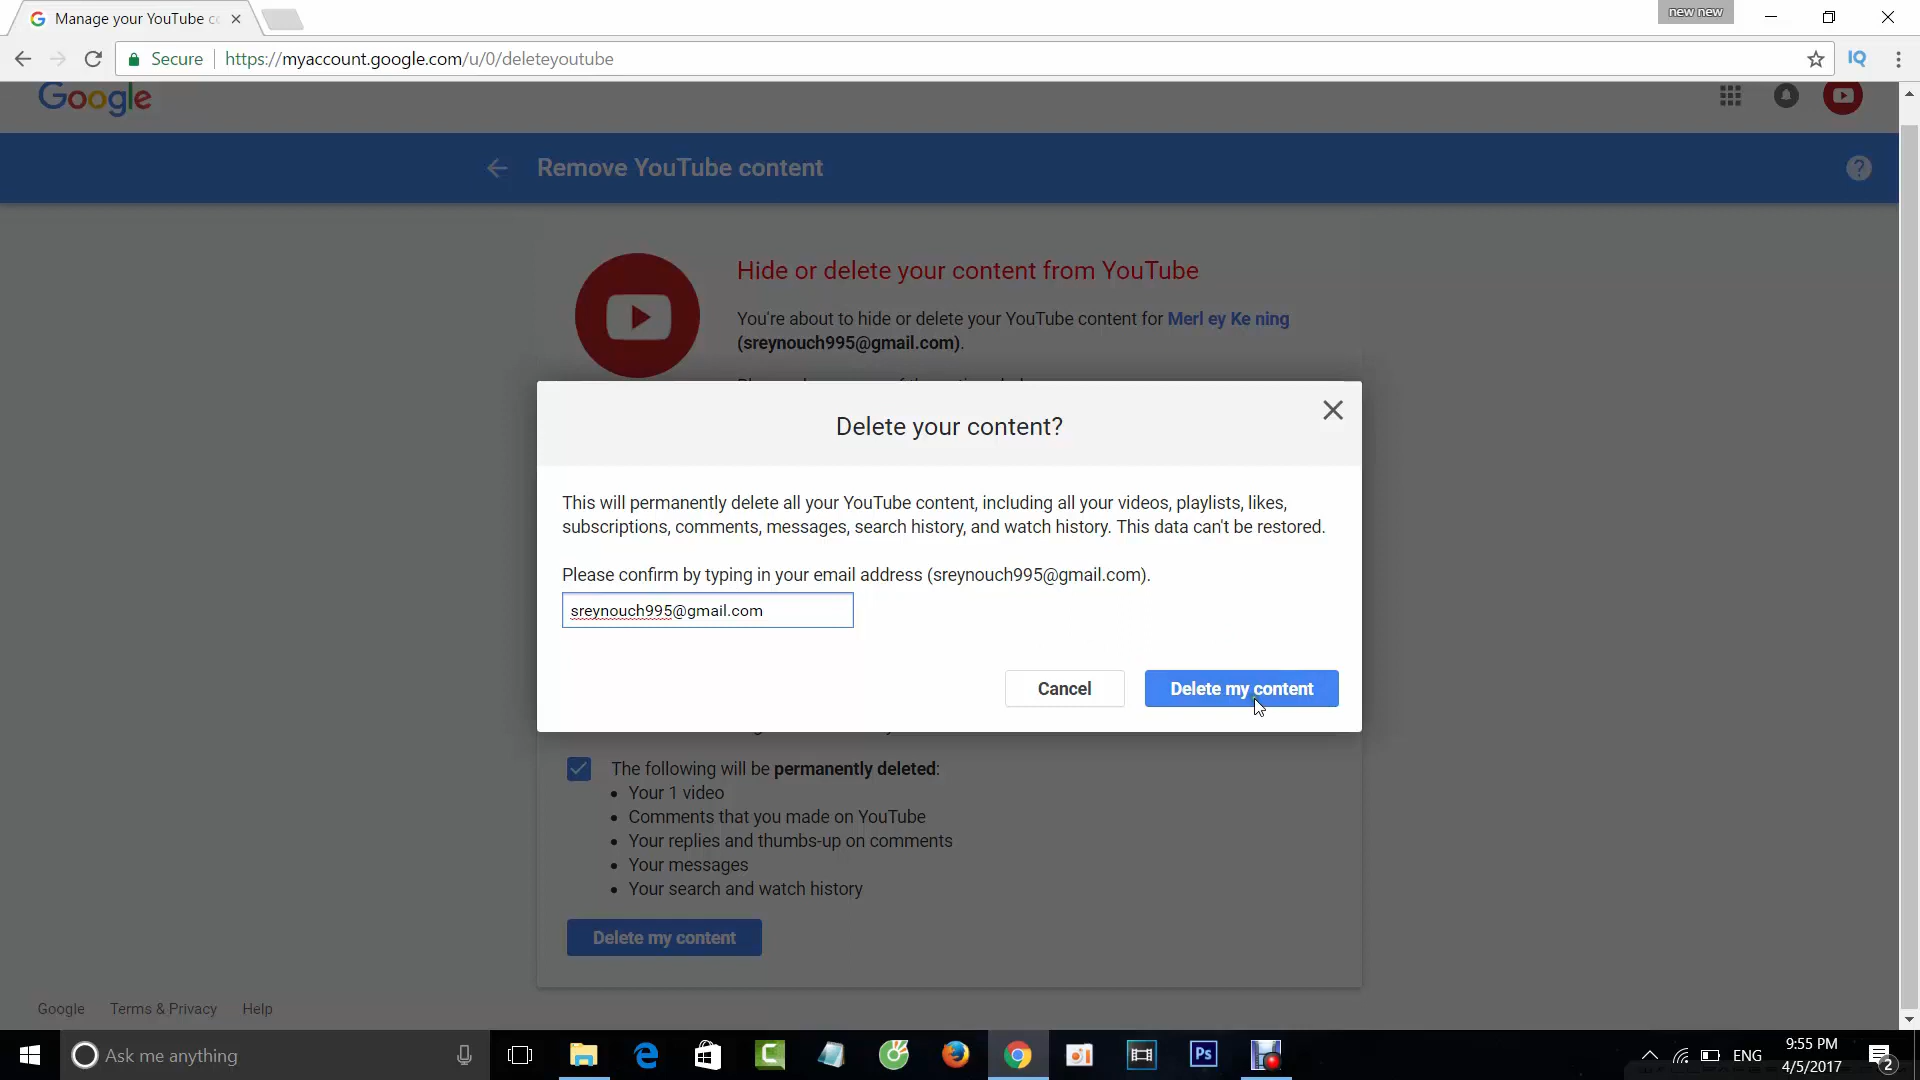 Manage your YouTube co
new new
Secure
https://myaccount.google.com/u/0/deleteyoutube
IQ
Google
Remove YouTube content
?
Hide or delete your content from YouTube
You're about to hide or delete your YouTube content for Merl ey Ke ning
(sreynouch995@gmail.com).
Delete your content?
This will permanently delete all your YouTube content, including all your videos, playlists, likes,
subscriptions, comments, messages, search history, and watch history. This data can't be restored.
Please confirm by typing in your email address (sreynouch995@gmail.com).
sreynouch995@gmail.com
Cancel
Delete my content
The following will be permanently deleted:
• Your 1 video
• Comments that you made on YouTube
• Your replies and thumbs-up on comments
• Your messages
• Your search and watch history
Delete my content
Google
Terms & Privacy
Help
Ask me anything
Ps
ENG
9:55 PM
4/5/2017
2